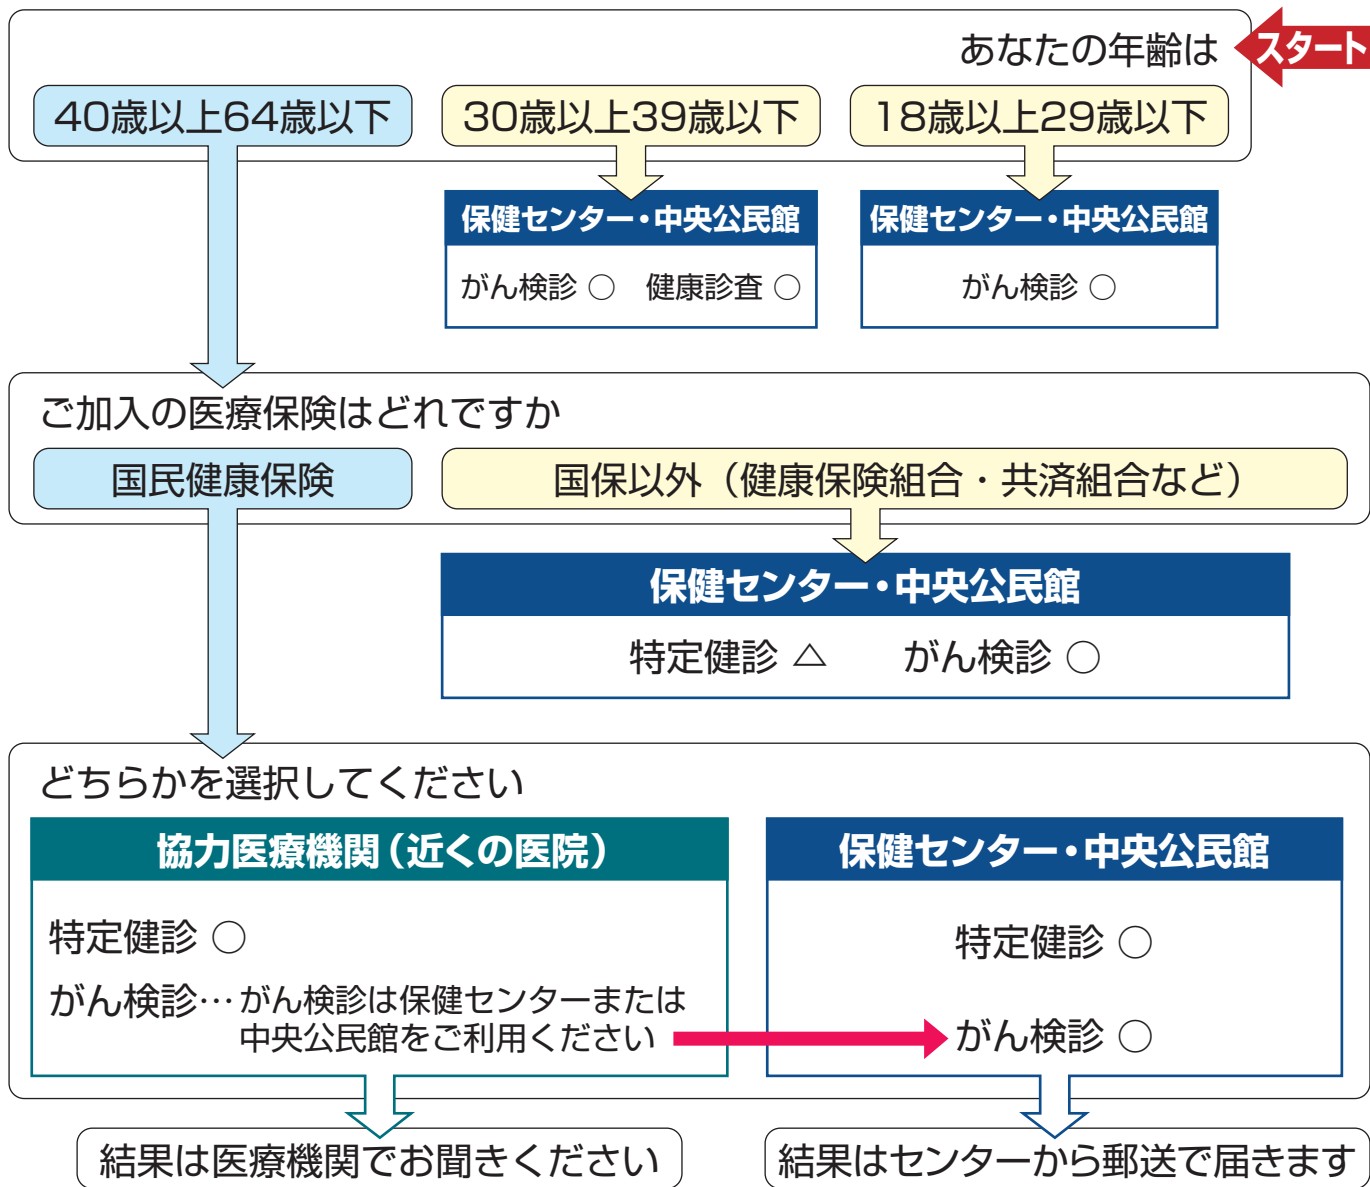 あなたの年齢は
スタート
40歳以上64歳以下
30歳以上39歳以下
18歳以上29歳以下
保健センター・中央公民館
がん検診 ○ 健康診査 ○
保健センター・中央公民館
がん検診 ○
ご加入の医療保険はどれですか
国民健康保険
国保以外（健康保険組合・共済組合など）
保健センター・中央公民館
特定健診 △ がん検診 ○
どちらかを選択してください
協力医療機関（近くの医院）
特定健診 ○
がん検診…がん検診は保健センターまたは
中央公民館をご利用ください
保健センター・中央公民館
特定健診 ○
がん検診 ○
結果は医療機関でお聞きください
結果はセンターから郵送で届きます